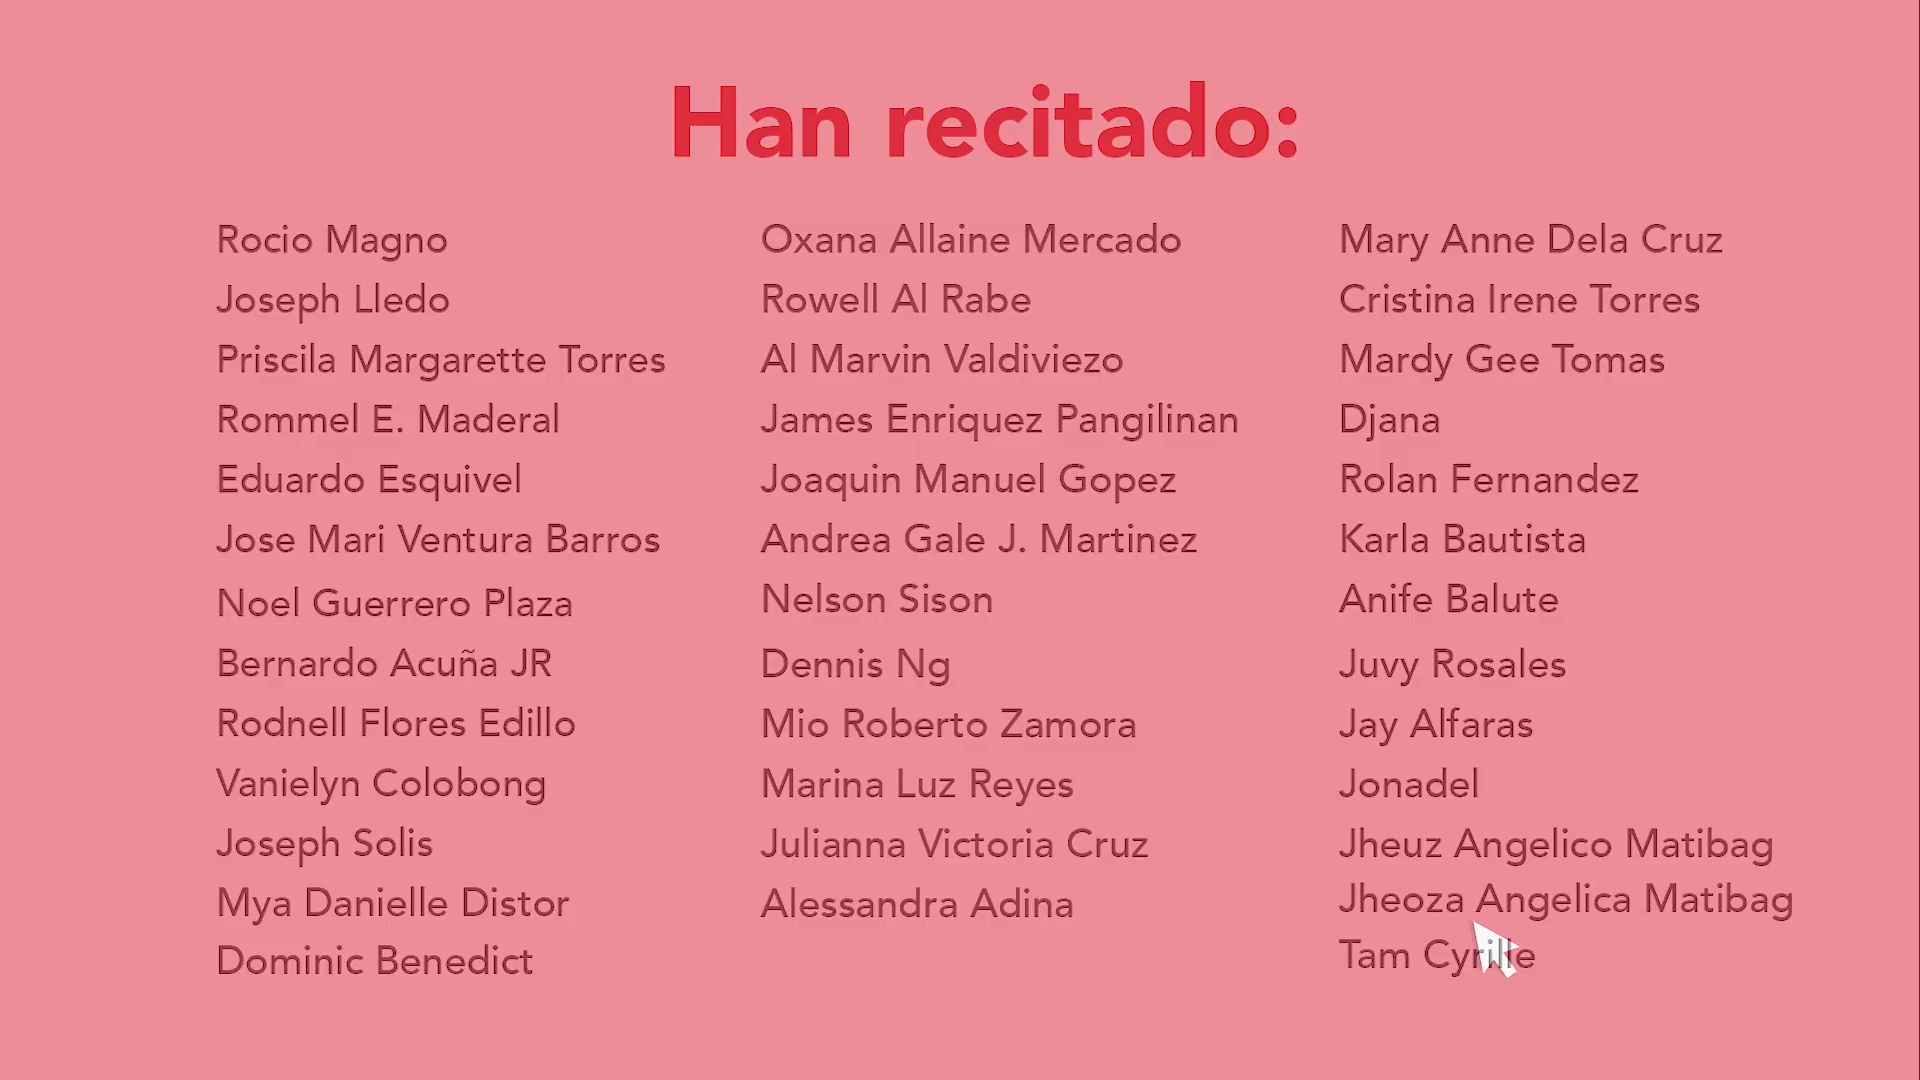 Han recitado:
Rocio Magno
Joseph Lledo
Priscila Margarette Torres
Rommel E. Maderal
Eduardo Esquivel
Jose Mari Ventura Barros
Noel Guerrero Plaza
Bernardo Acuña JR
Rodnell Flores Edillo
Vanielyn Colobong
Joseph Solis
Mya Danielle Distor
Dominic Benedict
Oxana Allaine Mercado
Rowell Al Rabe
Al Marvin Valdiviezo
James Enriquez Pangilinan
Joaquin Manuel Gopez
Andrea Gale J. Martinez
Nelson Sison
Dennis Ng
Mio Roberto Zamora
Marina Luz Reyes
Julianna Victoria Cruz
Alessandra Adina
Mary Anne Dela Cruz
Cristina Irene Torres
Mardy Gee Tomas
Djana
Rolan Fernandez
Karla Bautista
Anife Balute
Juvy Rosales
Jay Alfaras
Jonadel
Jheuz Angelico Matibag
Jheoza Angelica Matibag
Tam Cyrille